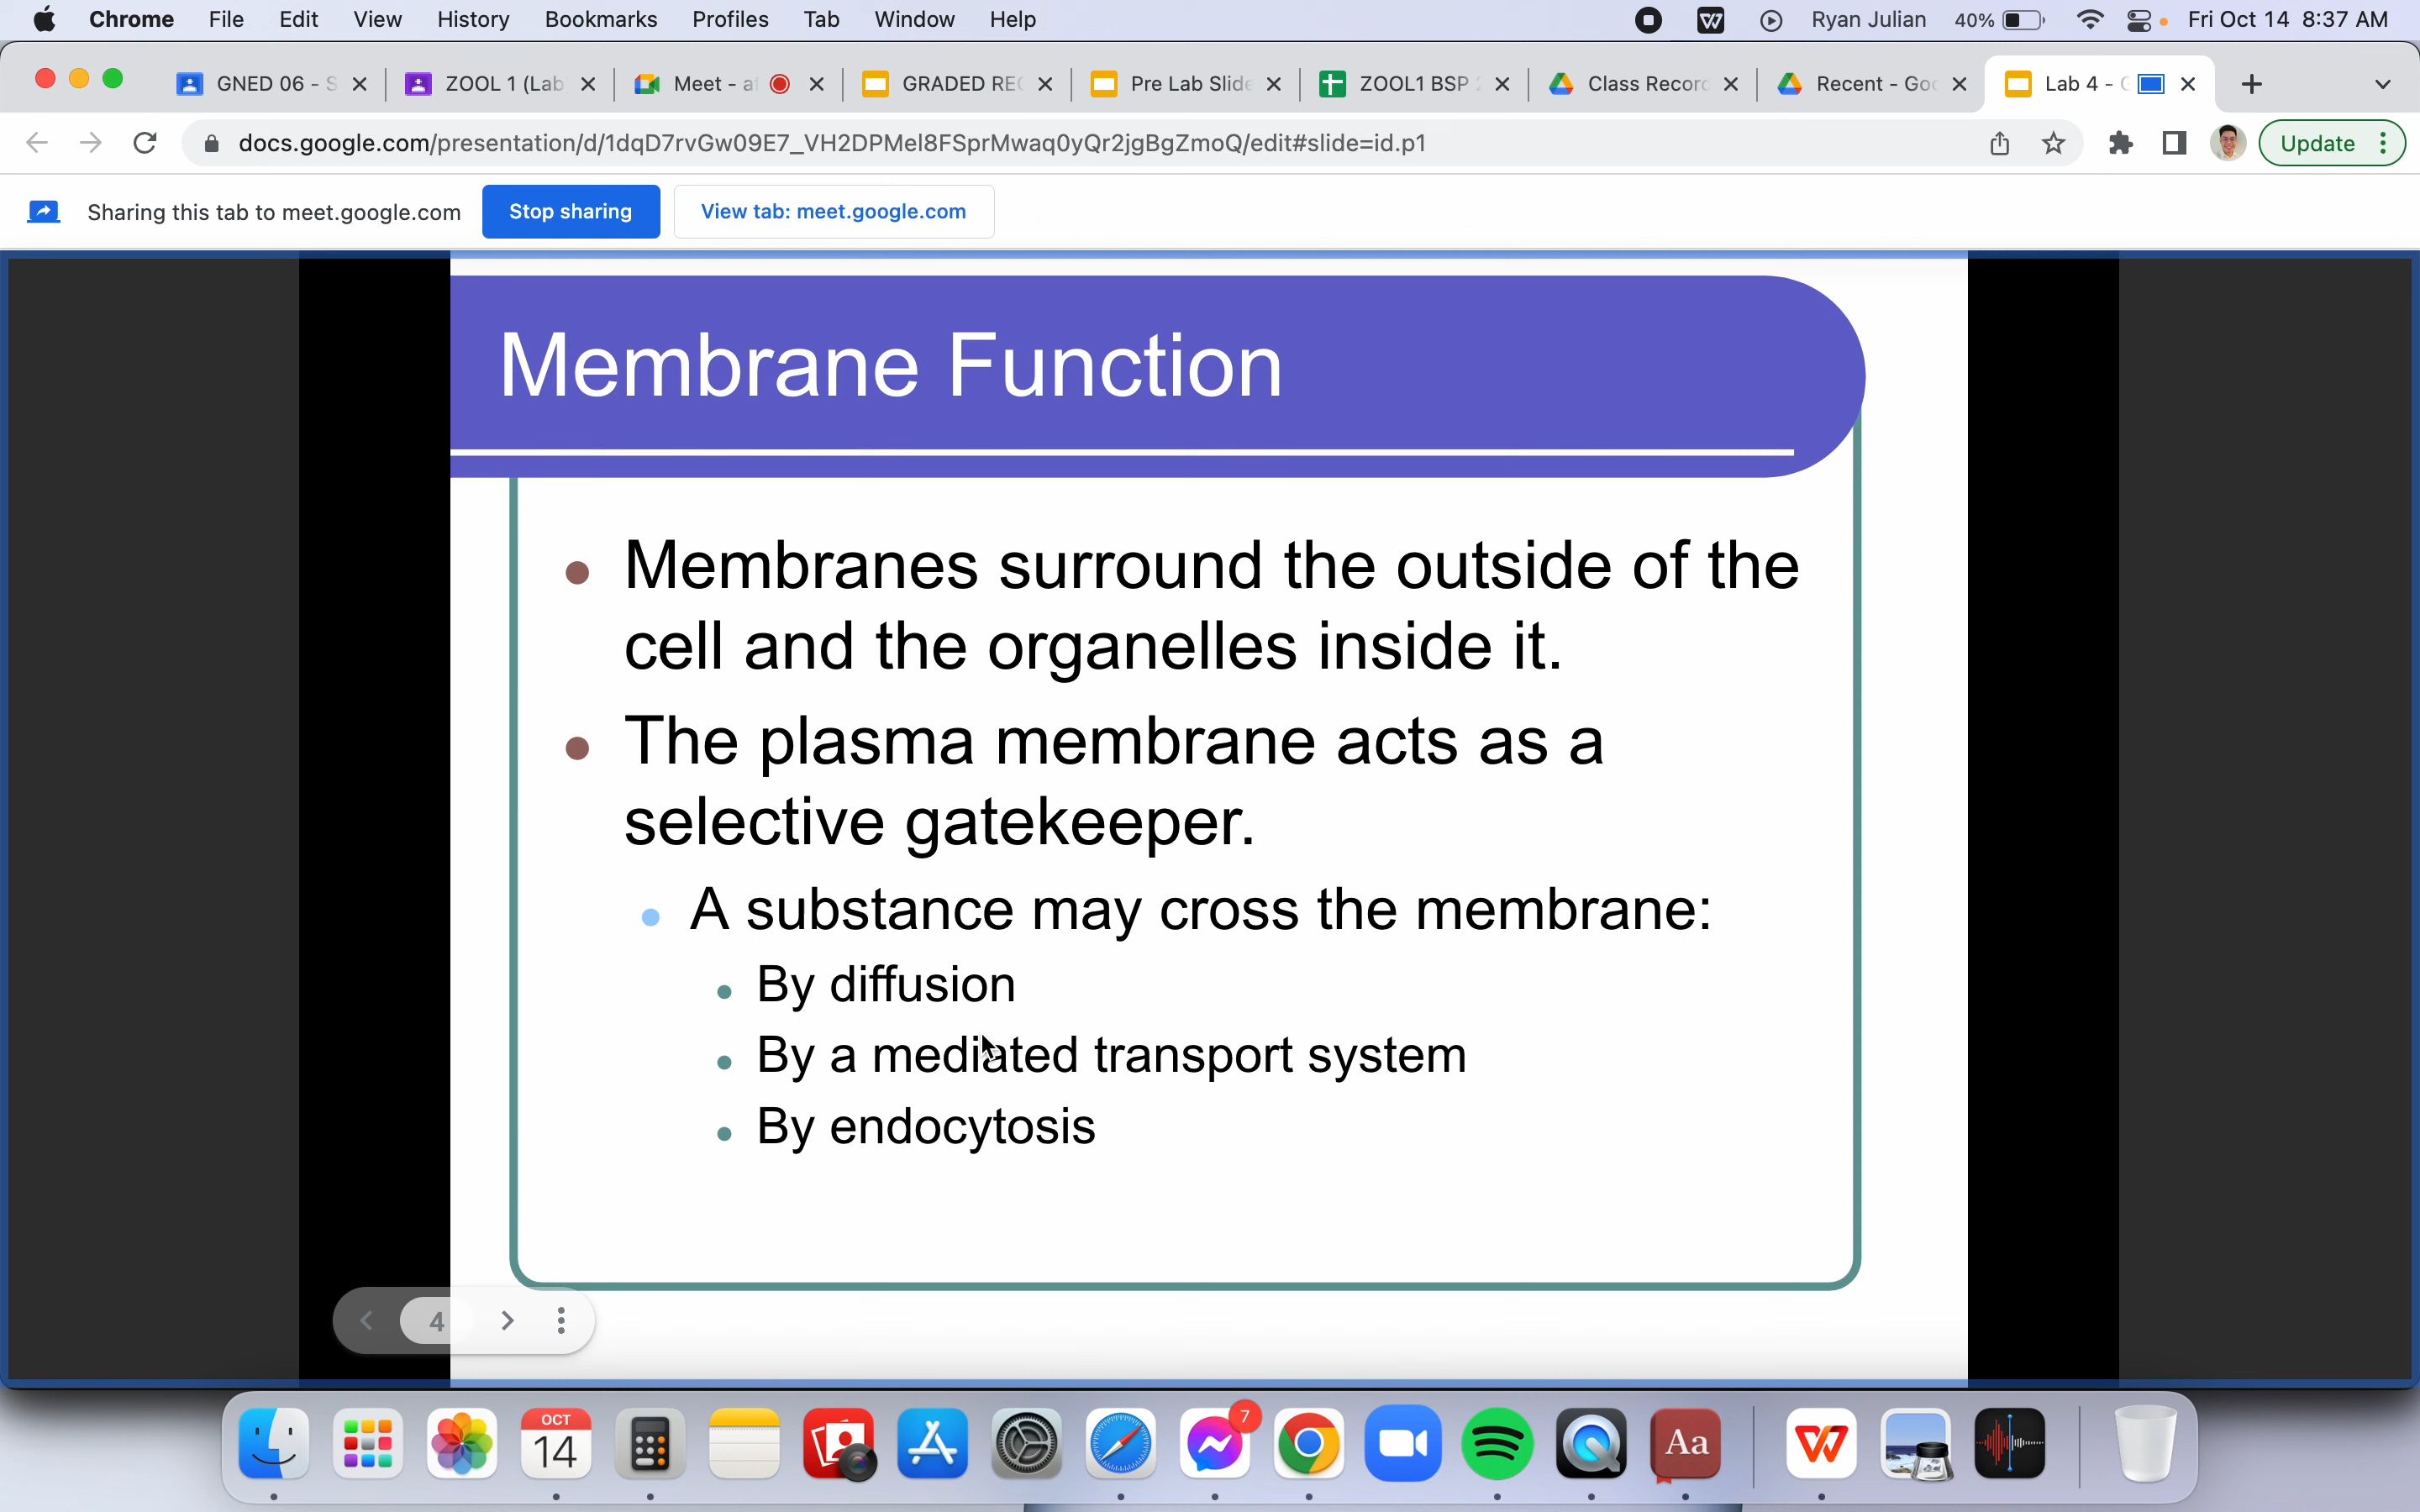 Chrome File Edit View History Bookmarks Profiles Tab Window Help Ryan Julian 40% Fri Oct 14 8:37 AM
GNED 06 - S ZOOL 1 (Lab Meet - a GRADED REC Pre Lab Slide ZOOL1 BSP Class Record Recent - Goo Lab 4 -
docs.google.com/presentation/d/1dqD7rvGw09E7_VH2DPMel8FSprMwaq0yQr2jgBgZmoQ/edit#slide=id.p1 Update
Sharing this tab to meet.google.com Stop sharing View tab: meet.google.com
Membrane Function
Membranes surround the outside of the
cell and the organelles inside it.
The plasma membrane acts as a
selective gatekeeper.
A substance may cross the membrane:
By diffusion
By a mediated transport system
By endocytosis
4
OCT
14
7
Aa